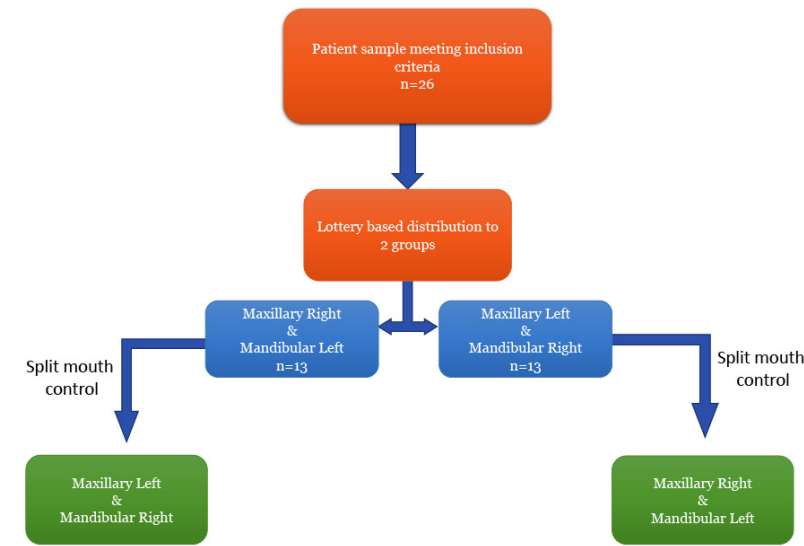 Patient sample meeting inclusion
criteria
n=26
Lottery based distribution to
2 groups
Maxillary Right
&
Mandibular Left
n=13
Maxillary Left
&
Mandibular Right
n=13
Split mouth
control
Split mouth
control
Maxillary Left
&
Mandibular Right
Maxillary Right
&
Mandibular Left